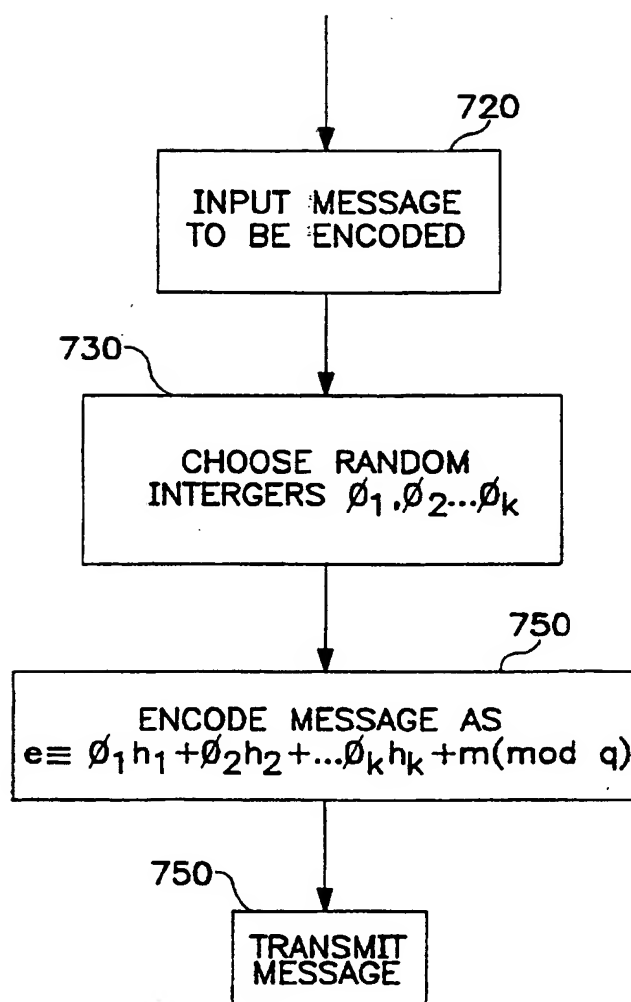 720
INPUT MESSAGE
TO BE ENCODED
730
CHOOSE RANDOM
INTERGERS Ø₁,Ø₂...Øₖ
750
ENCODE MESSAGE AS
e≡ Ø₁h₁+Ø₂h₂+...Øₖhₖ+m(mod q)
750
TRANSMIT
MESSAGE